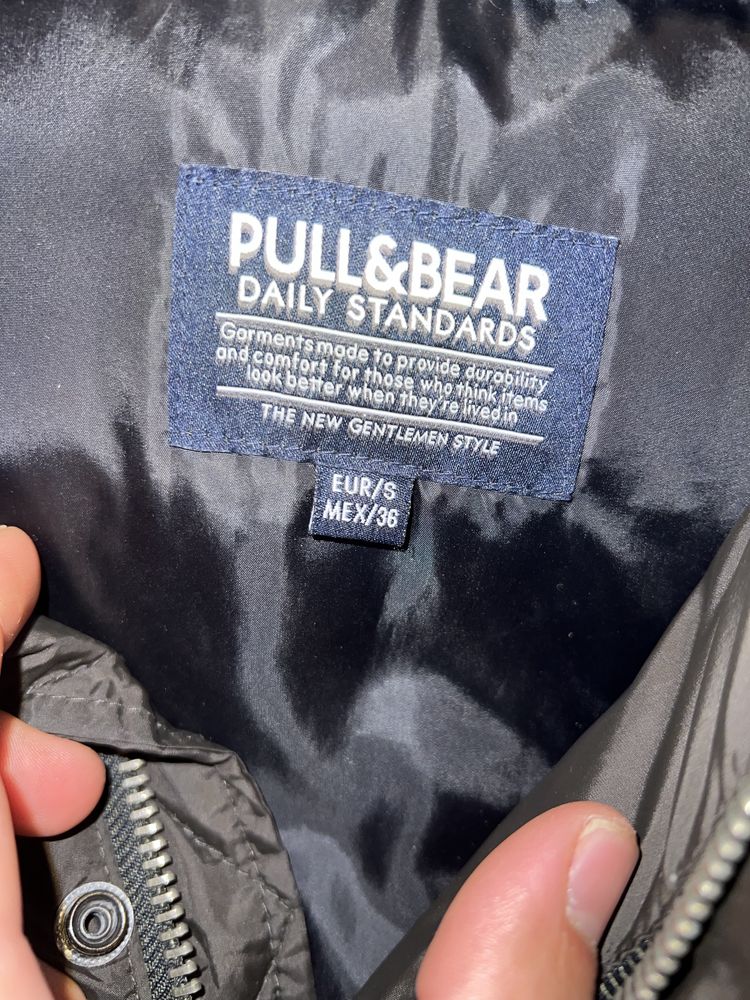 PULL&BEAR
DAILY STANDARDS
Garments made to provide durability
and comfort for those who think items
look better when they're lived in
THE NEW GENTLEMEN STYLE
EUR/S
MEX/36